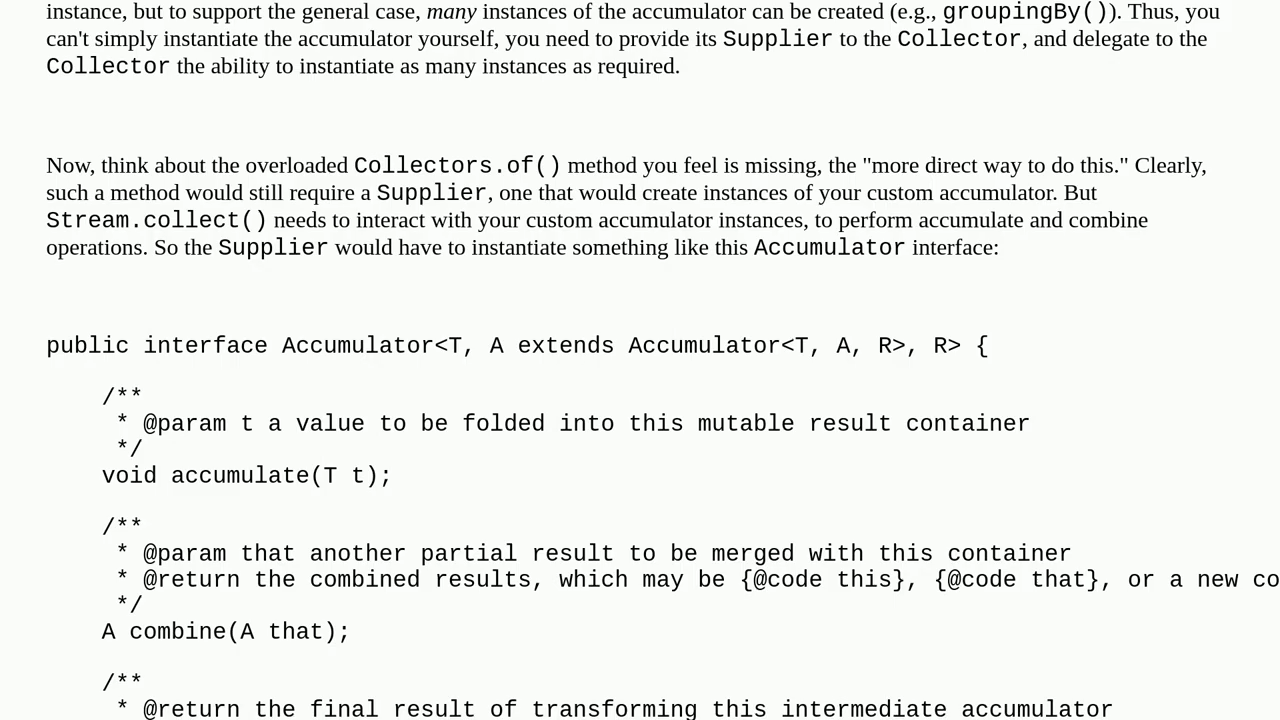 instance, but to support the general case, many instances of the accumulator can be created (e.g., groupingBy()). Thus, you
can't simply instantiate the accumulator yourself, you need to provide its Supplier to the Collector, and delegate to the
Collector the ability to instantiate as many instances as required.
Now, think about the overloaded Collectors.of() method you feel is missing, the "more direct way to do this." Clearly,
such a method would still require a Supplier, one that would create instances of your custom accumulator. But
Stream.collect() needs to interact with your custom accumulator instances, to perform accumulate and combine
operations. So the Supplier would have to instantiate something like this Accumulator interface:
public interface Accumulator<T, A extends Accumulator<T, A, R>, R> {
/**
* @param t a value to be folded into this mutable result container
*/
void accumulate(T t);
/**
* @param that another partial result to be merged with this container
* @return the combined results, which may be {@code this}, {@code that}, or a new co
*/
A combine(A that);
/**
* @return the final result of transforming this intermediate accumulator